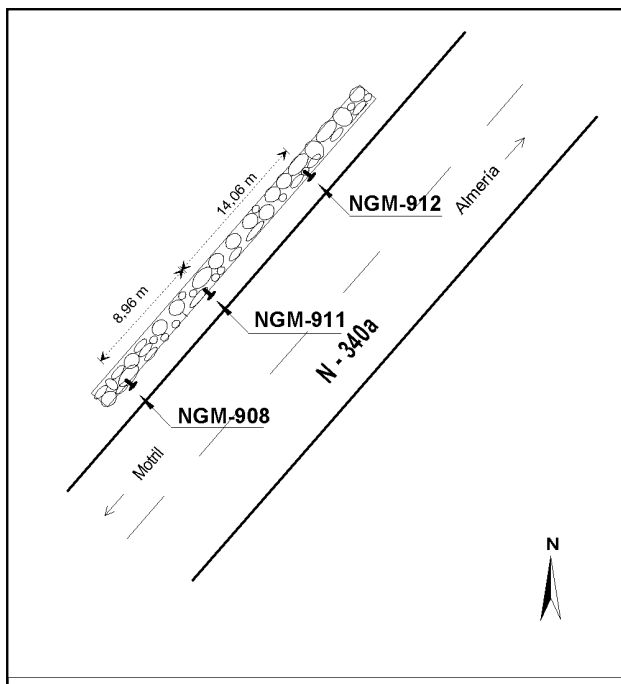 14,06 m
NGM-912
Almería
8,96 m
NGM-911
N - 340a
NGM-908
Motril
N